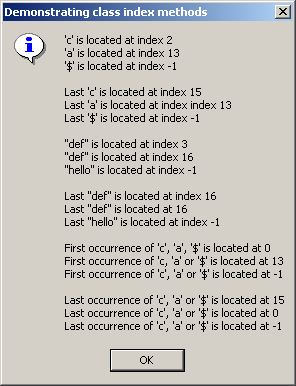 Demonstrating class index methods
'c' is located at index 2
'a' is located at index 13
'$' is located at index -1
Last 'c' is located at index 15
Last 'a' is located at index index 13
Last '$' is located at index -1
"def" is located at index 3
"def" is located at index 16
"hello" is located at index -1
Last "def" is located at index 16
Last "def" is located at 16
Last "hello" is located at index -1
First occurrence of 'c', 'a', '$' is located at 0
First occurrence of 'c, 'a' or '$' is located at 13
First occurrence of 'c, 'a' or '$' is located at -1
Last occurrence of 'c, 'a' or '$' is located at 15
Last occurrence of 'c, 'a' or '$' is located at 0
Last occurrence of 'c, 'a' or '$' is located at -1
OK